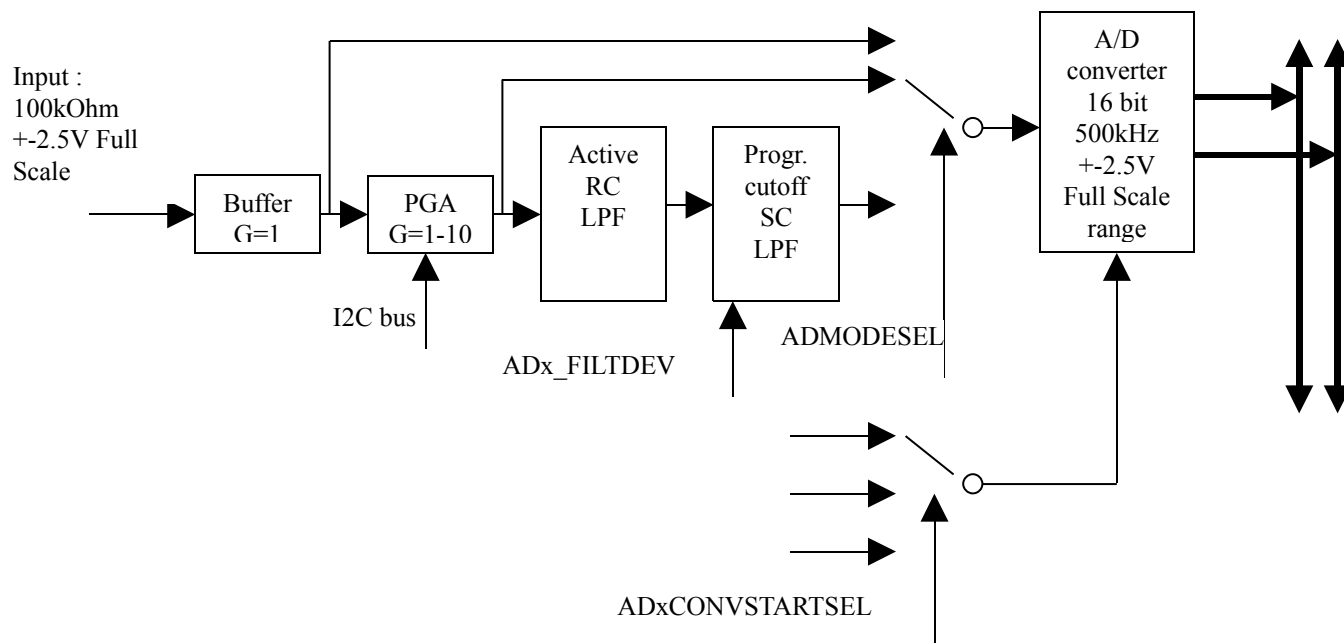 Input :
100kOhm
+-2.5V Full
Scale
Buffer
G=1
PGA
G=1-10
I2C bus
Active
RC
LPF
ADx_FILTDEV
Progr.
cutoff
SC
LPF
ADMODESEL
A/D
converter
16 bit
500kHz
+-2.5V
Full Scale
range
ADxCONVSTARTSEL